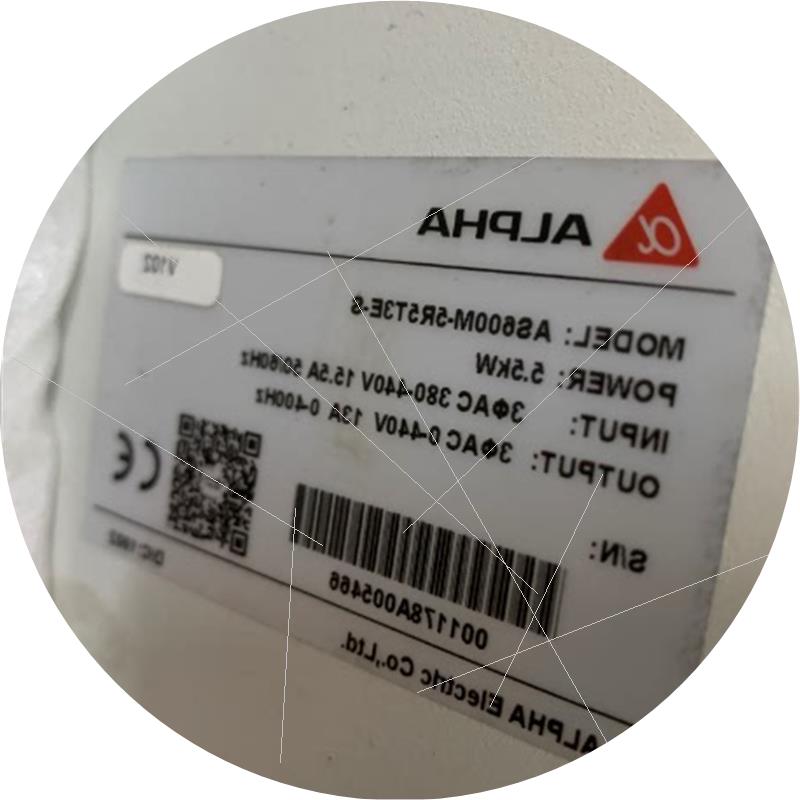 α ALPHA
V102
MODEL: AS600M-5R5T3E-S
POWER: 5.5kW
INPUT: 3ΦAC 380-440V 15.5A 50/60Hz
OUTPUT: 3ΦAC 0-440V 13A 0-400Hz
S/N:
CE
001178A005466
ALPHA Electric Co.,Ltd.